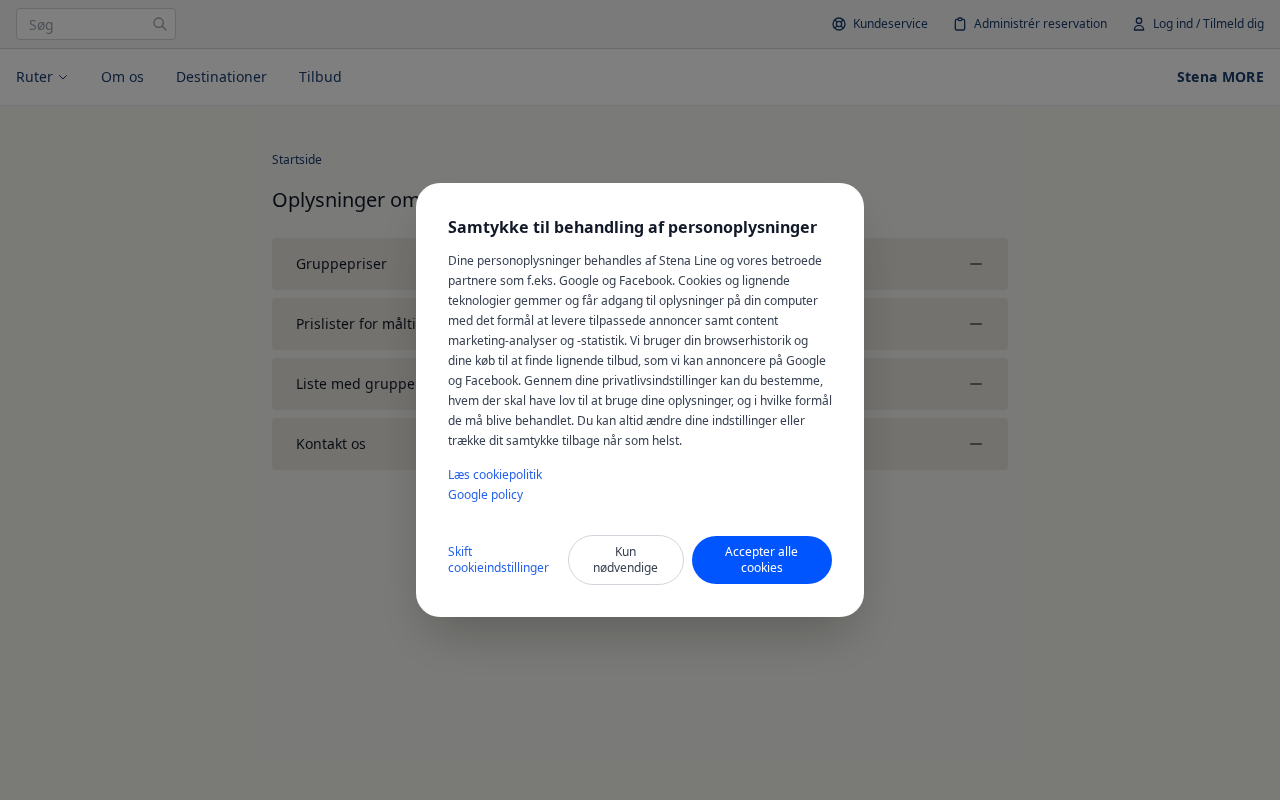 Søg
Kundeservice
Administrér reservation
Log ind / Tilmeld dig
Ruter
Om os
Destinationer
Tilbud
Stena MORE
Startside
Oplysninger om
Gruppepriser
Prislister for
Liste med
Kontakt os
Samtykke til behandling af personoplysninger
Dine personoplysninger behandles af Stena Line og vores betroede
partnere som f.eks. Google og Facebook. Cookies og lignende
teknologier gemmer og får adgang til oplysninger på din computer
med det formål at levere tilpassede annoncer samt content
marketing-analyser og -statistik. Vi bruger din browserhistorik og
dine køb til at finde lignende tilbud, som vi kan annoncere på Google
og Facebook. Gennem dine privatlivsindstillinger kan du bestemme,
hvem der skal have lov til at bruge dine oplysninger, og i hvilke formål
de må blive behandlet. Du kan altid ændre dine indstillinger eller
trække dit samtykke tilbage når som helst.
Læs cookiepolitik
Google policy
Skift
cookieindstillinger
Kun
nødvendige
Accepter alle
cookies